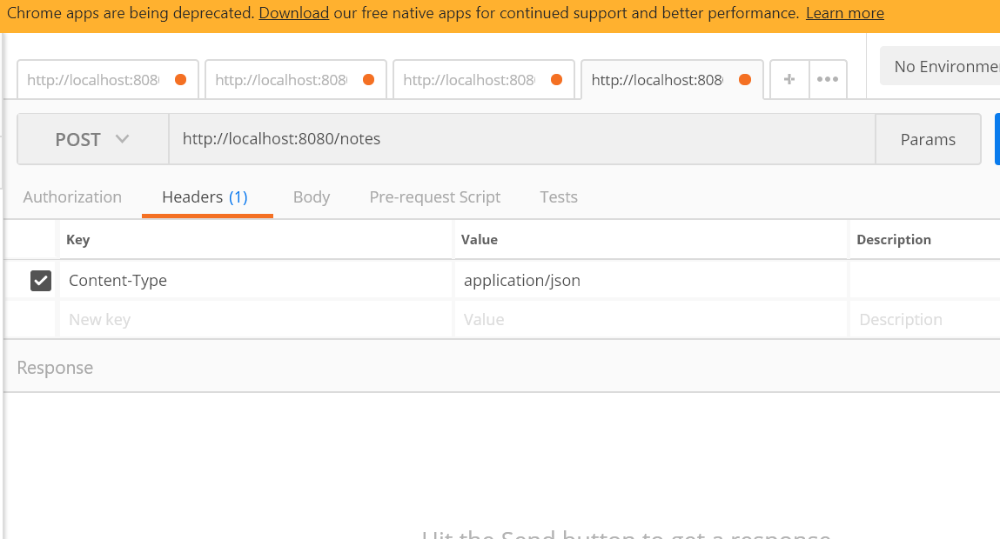 Chrome apps are being deprecated. Download our free native apps for continued support and better performance. Learn more
http://localhost:808 http://localhost:808 http://localhost:808 http://localhost:808 No Environme
POST http://localhost:8080/notes Params
Authorization Headers (1) Body Pre-request Script Tests
Key Value Description
Content-Type application/json
New key Value Description
Response
Hit the Send button to get a response.